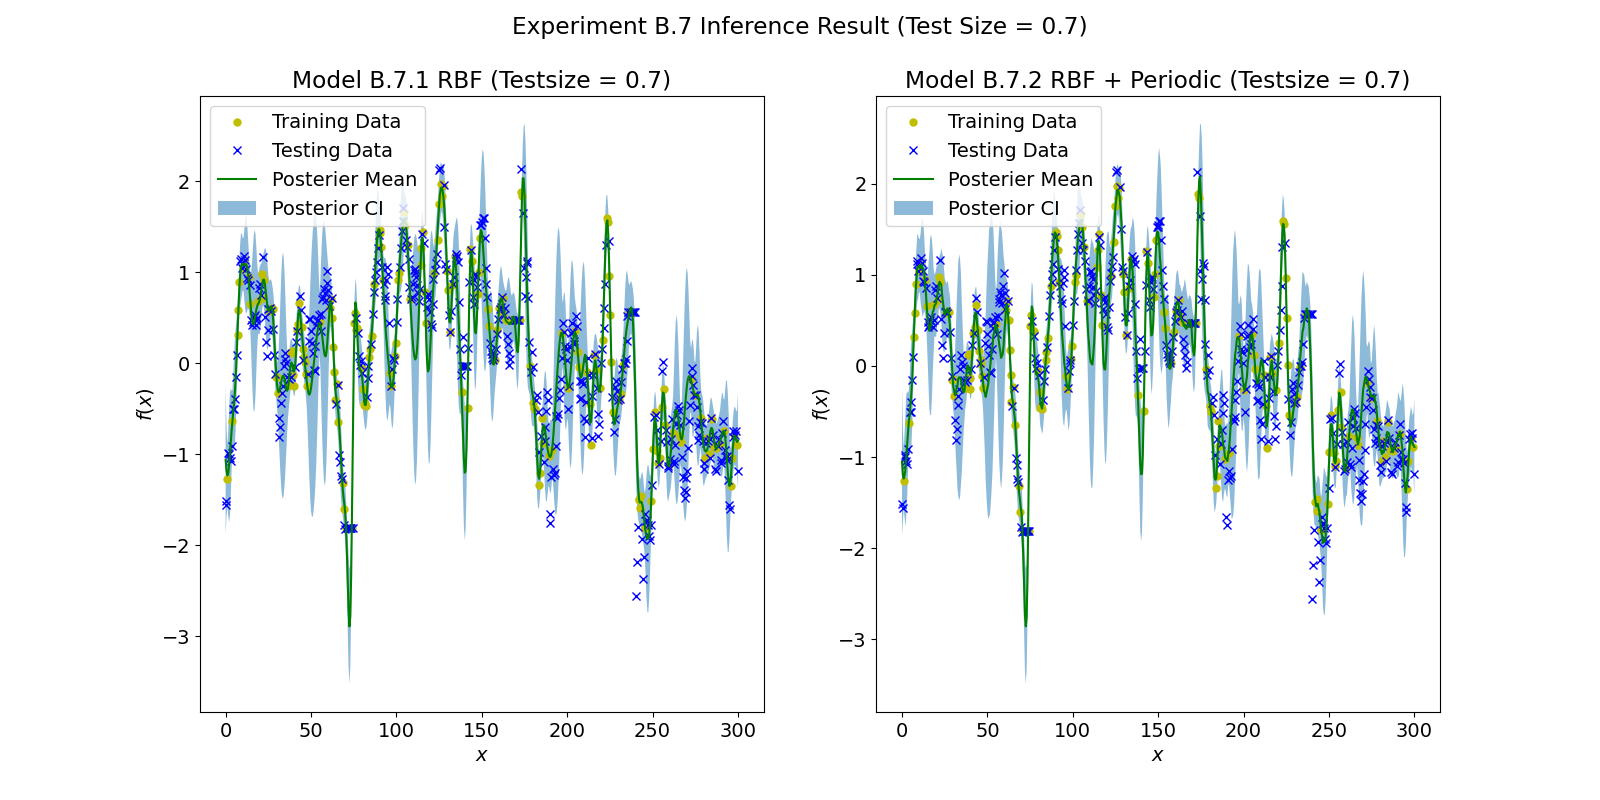 Experiment B.7 Inference Result (Test Size = 0.7)
Model B.7.1 RBF (Testsize = 0.7)
Training Data
Testing Data
Posterier Mean
Posterior CI
f(x)
2
1
0
−1
−2
−3
0 50 100 150 200 250 300
x
Model B.7.2 RBF + Periodic (Testsize = 0.7)
Training Data
Testing Data
Posterier Mean
Posterior CI
f(x)
2
1
0
−1
−2
−3
0 50 100 150 200 250 300
x